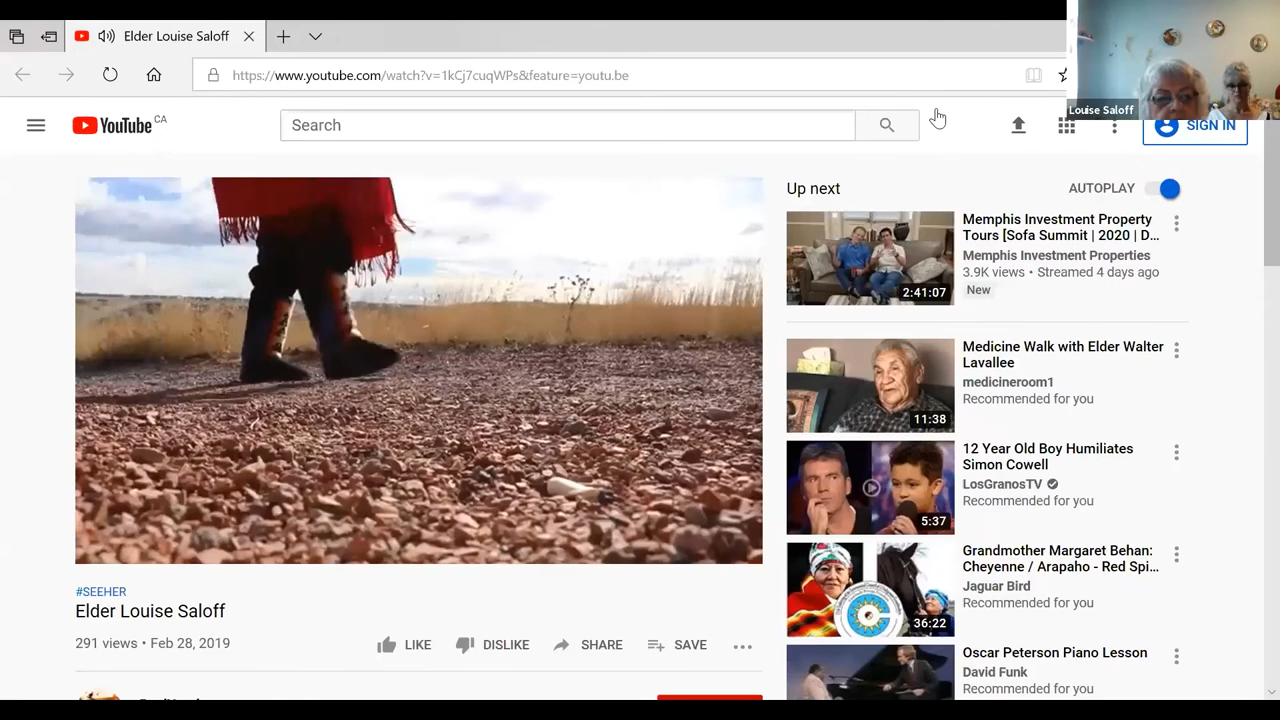 Elder Louise Saloff
https://www.youtube.com/watch?v=1kCj7cuqWPs&feature=youtu.be
Louise Saloff
YouTube CA
Search
SIGN IN
Up next
AUTOPLAY
Memphis Investment Property
Tours [Sofa Summit | 2020 | D...
Memphis Investment Properties
3.9K views • Streamed 4 days ago
New
2:41:07
Medicine Walk with Elder Walter
Lavallee
medicineroom1
Recommended for you
11:38
12 Year Old Boy Humiliates
Simon Cowell
LosGranosTV
Recommended for you
5:37
Grandmother Margaret Behan:
Cheyenne / Arapaho - Red Spi...
Jaguar Bird
Recommended for you
36:22
Oscar Peterson Piano Lesson
David Funk
Recommended for you
#SEEHER
Elder Louise Saloff
291 views • Feb 28, 2019
LIKE
DISLIKE
SHARE
SAVE